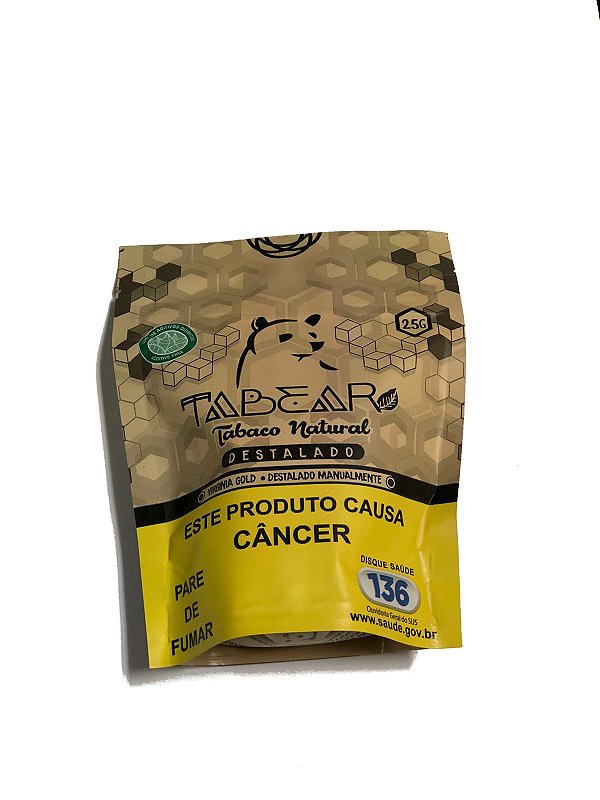 25G
TABEAR
Tabaco Natural
DESTALADO
VIRGINIA GOLD • DESTALADO MANUALMENTE
ESTE PRODUTO CAUSA
CÂNCER
PARE
DE
FUMAR
DISQUE SAÚDE
136
Ouvidoria Geral do SUS
www.saude.gov.br